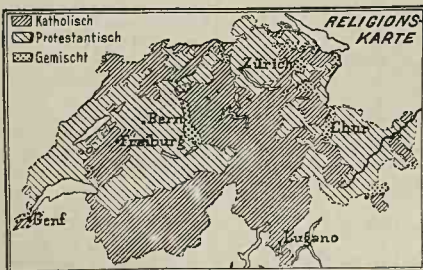 Katholisch
Protestantisch
Gemischt
RELIGIONS-
KARTE
Zürich
Bern
Freiburg
Chur
Genf
Lugano